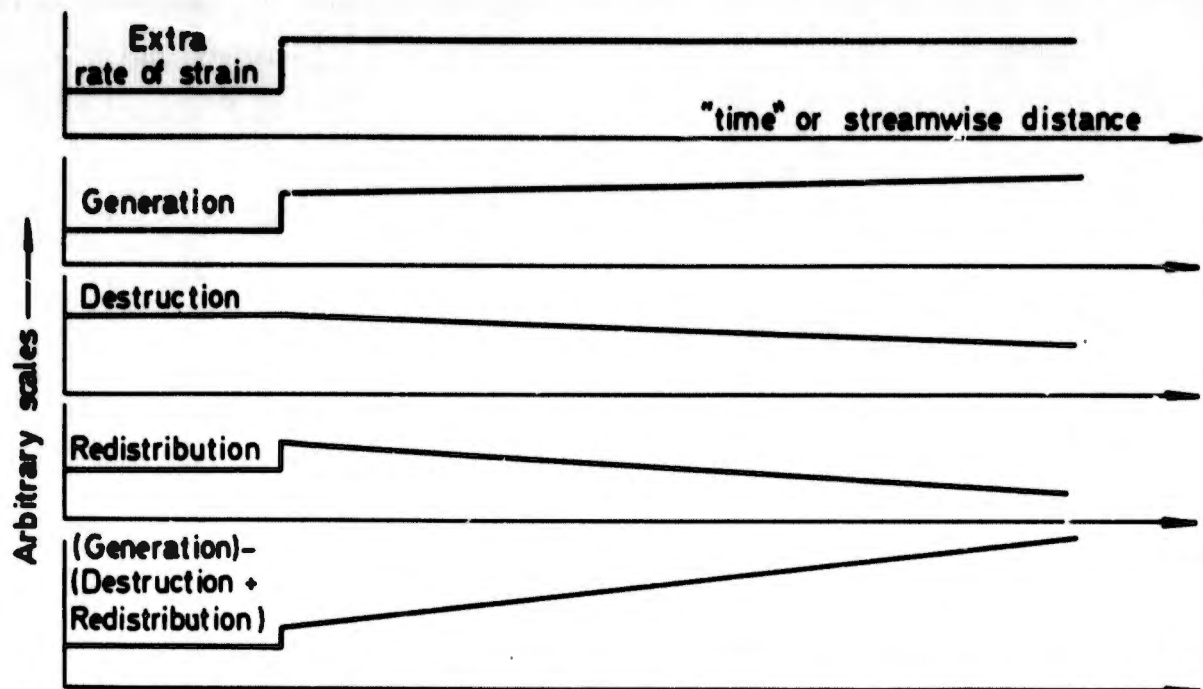 Extra
rate of strain
"time" or streamwise distance
Generation
Destruction
Redistribution
(Generation)-
(Destruction +
Redistribution)
Arbitrary scales